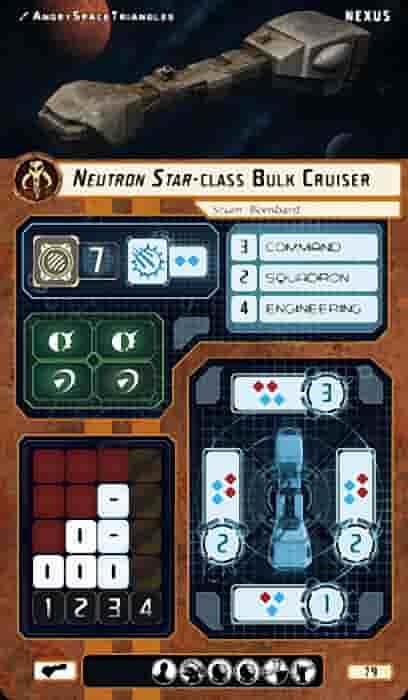 AngrySpaceTriangles NEXUS
Neutron Star-class Bulk Cruiser
Scum: Bombard
7
3 COMMAND
2 SQUADRON
4 ENGINEERING
3
-
1 -
1 1 1
1 2 3 4
2 2
1
79